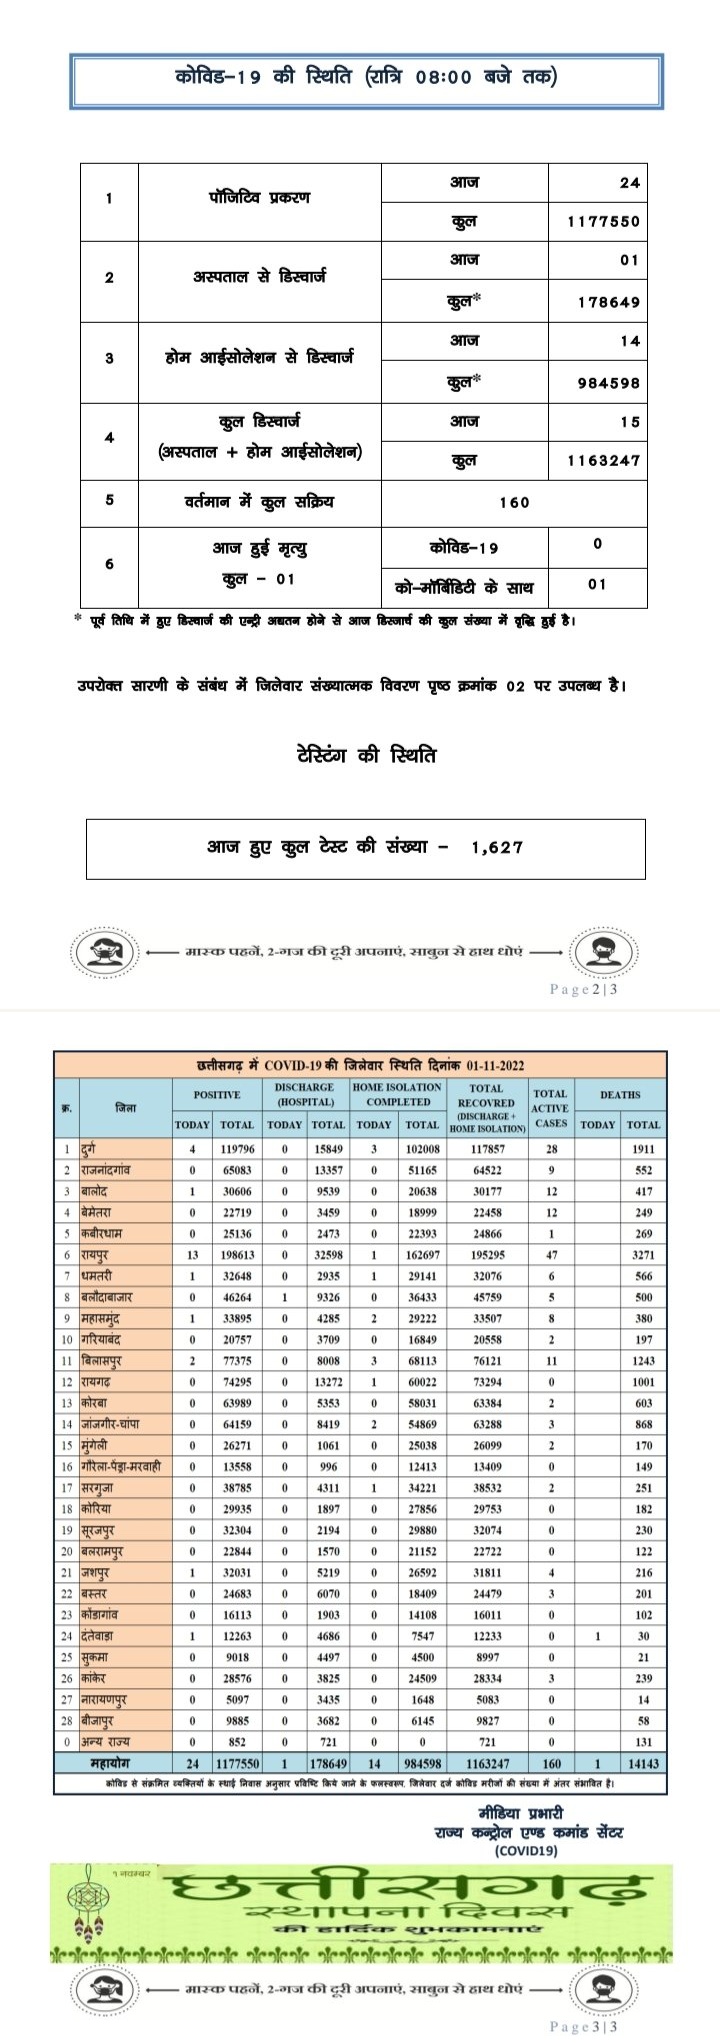 कोविड-19 की स्थिति (रात्रि 08:00 बजे तक)
1 पॉजिटिव प्रकरण आज 24
कुल 1177550
2 अस्पताल से डिस्चार्ज आज 01
कुल* 178649
3 होम आईसोलेशन से डिस्चार्ज आज 14
कुल* 984598
4 कुल डिस्चार्ज (अस्पताल + होम आईसोलेशन) आज 15
कुल 1163247
5 वर्तमान में कुल सक्रिय 160
6 आज हुई मृत्यु कुल - 01 कोविड-19 0
को-मॉर्बिडिटी के साथ 01
* पूर्व तिथि में हुए डिस्चार्ज की एन्ट्री अद्यतन होने से आज डिस्जार्च की कुल संख्या में वृद्धि हुई है।
उपरोक्त सारणी के संबंध में जिलेवार संख्यात्मक विवरण पृष्ठ क्रमांक 02 पर उपलब्ध है।
टेस्टिंग की स्थिति
आज हुए कुल टेस्ट की संख्या - 1,627
मास्क पहनें, 2-गज की दूरी अपनाएं, साबुन से हाथ धोएं
Page2|3
छत्तीसगढ़ में COVID-19 की जिलेवार स्थिति दिनांक 01-11-2022
क्र. जिला POSITIVE DISCHARGE (HOSPITAL) HOME ISOLATION COMPLETED TOTAL RECOVRED (DISCHARGE + HOME ISOLATION) TOTAL ACTIVE CASES DEATHS
TODAY TOTAL TODAY TOTAL TODAY TOTAL TODAY TOTAL
1 दुर्ग 4 119796 0 15849 3 102008 117857 28 1911
2 राजनांदगांव 0 65083 0 13357 0 51165 64522 9 552
3 बालोद 1 30606 0 9539 0 20638 30177 12 417
4 बेमेतरा 0 22719 0 3459 0 18999 22458 12 249
5 कबीरधाम 0 25136 0 2473 0 22393 24866 1 269
6 रायपुर 13 198613 0 32598 1 162697 195295 47 3271
7 धमतरी 1 32648 0 2935 1 29141 32076 6 566
8 बलौदाबाजार 0 46264 1 9326 0 36433 45759 5 500
9 महासमुंद 1 33895 0 4285 2 29222 33507 8 380
10 गरियाबंद 0 20757 0 3709 0 16849 20558 2 197
11 बिलासपुर 2 77375 0 8008 3 68113 76121 11 1243
12 रायगढ़ 0 74295 0 13272 1 60022 73294 0 1001
13 कोरबा 0 63989 0 5353 0 58031 63384 2 603
14 जांजगीर-चांपा 0 64159 0 8419 2 54869 63288 3 868
15 मुंगेली 0 26271 0 1061 0 25038 26099 2 170
16 गौरेला-पेंड्रा-मरवाही 0 13558 0 996 0 12413 13409 0 149
17 सरगुजा 0 38785 0 4311 1 34221 38532 2 251
18 कोरिया 0 29935 0 1897 0 27856 29753 0 182
19 सूरजपुर 0 32304 0 2194 0 29880 32074 0 230
20 बलरामपुर 0 22844 0 1570 0 21152 22722 0 122
21 जशपुर 1 32031 0 5219 0 26592 31811 4 216
22 बस्तर 0 24683 0 6070 0 18409 24479 3 201
23 कोंडागांव 0 16113 0 1903 0 14108 16011 0 102
24 दंतेवाड़ा 1 12263 0 4686 0 7547 12233 0 1 30
25 सुकमा 0 9018 0 4497 0 4500 8997 0 21
26 कांकेर 0 28576 0 3825 0 24509 28334 3 239
27 नारायणपुर 0 5097 0 3435 0 1648 5083 0 14
28 बीजापुर 0 9885 0 3682 0 6145 9827 0 58
0 अन्य राज्य 0 852 0 721 0 0 721 0 131
महायोग 24 1177550 1 178649 14 984598 1163247 160 1 14143
कोविड से संक्रमित व्यक्तियों के स्थाई निवास अनुसार प्रविष्टि किये जाने के फलस्वरूप, जिलेवार दर्ज कोविड मरीजों की संख्या में अंतर संभावित है।
मीडिया प्रभारी
राज्य कन्ट्रोल एण्ड कमांड सेंटर
(COVID19)
१ नवम्बर
छत्तीसगढ़
स्थापना दिवस
की हार्दिक शुभकामनाएं
मास्क पहनें, 2-गज की दूरी अपनाएं, साबुन से हाथ धोएं
Page3|3